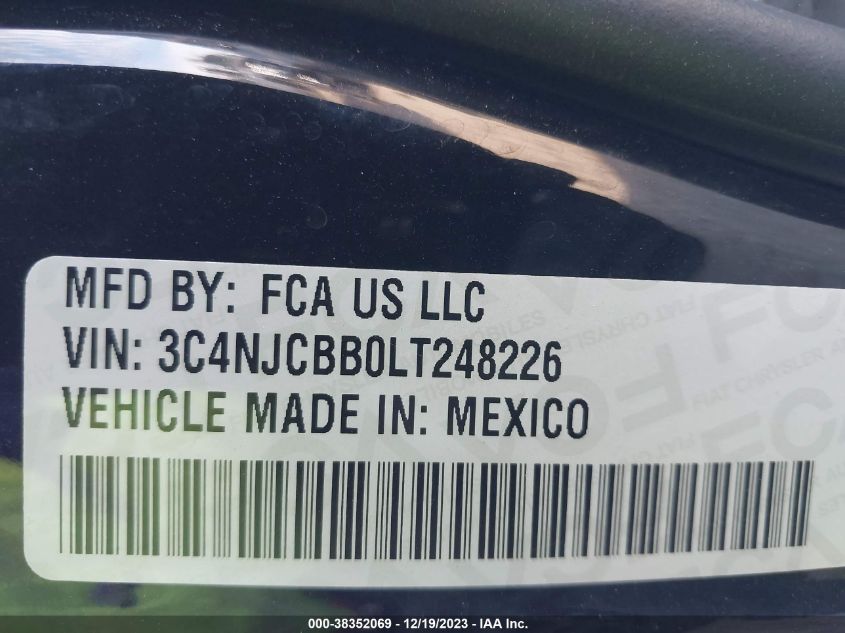 MFD BY: FCA US LLC
VIN: 3C4NJCBB0LT248226
VEHICLE MADE IN: MEXICO
000-38352069 - 12/19/2023 - IAA Inc.